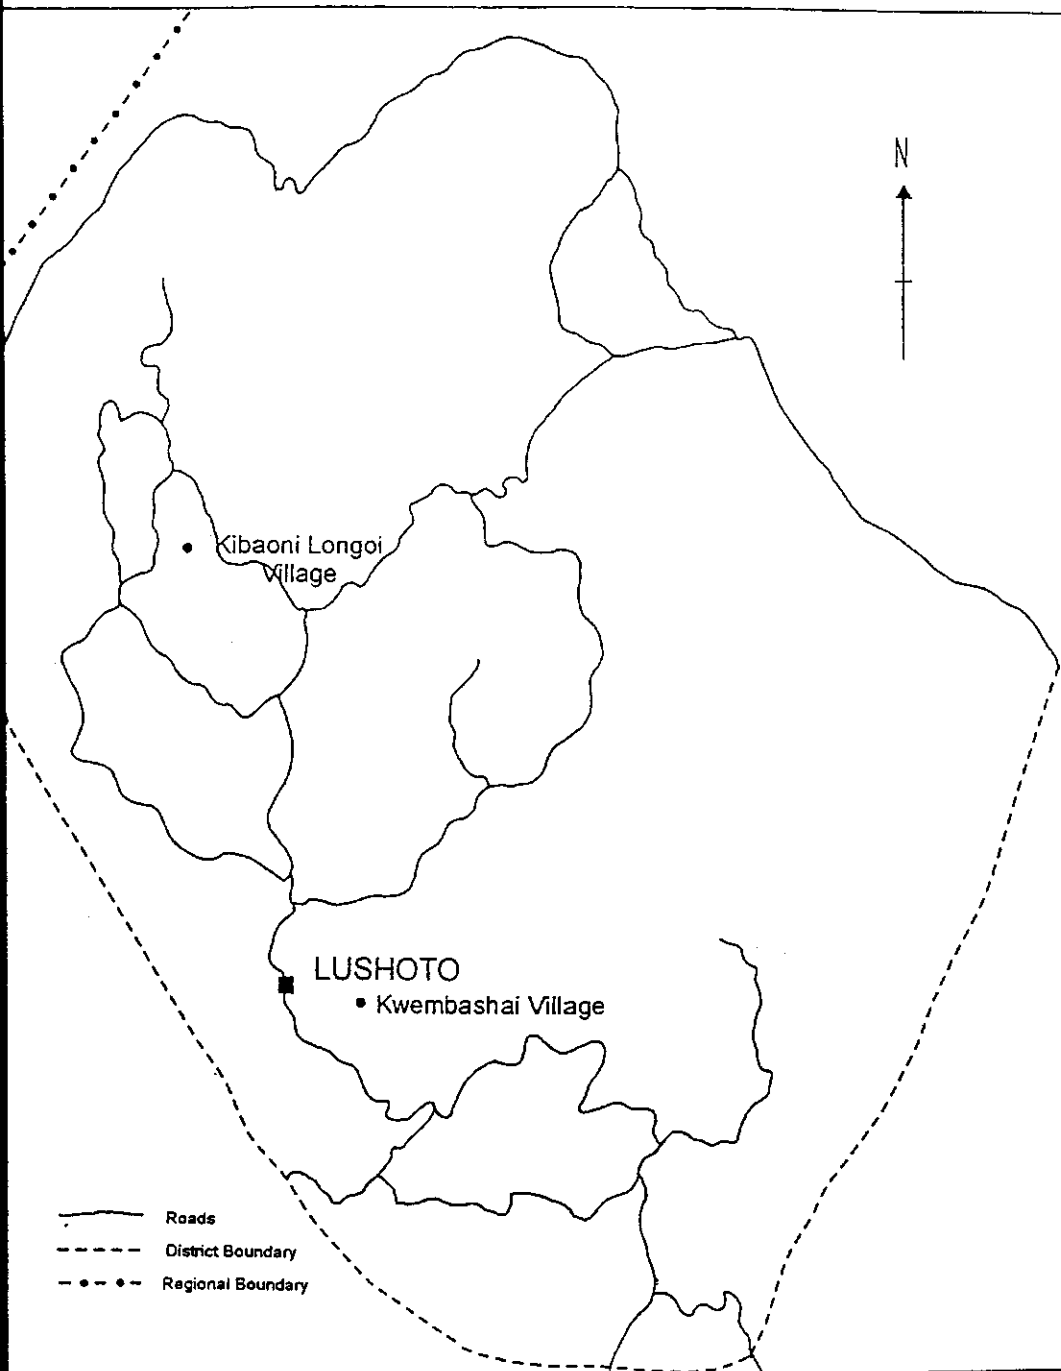 N
Kibaoni Longoi
Village
LUSHOTO
Kwembashai Village
Roads
District Boundary
Regional Boundary